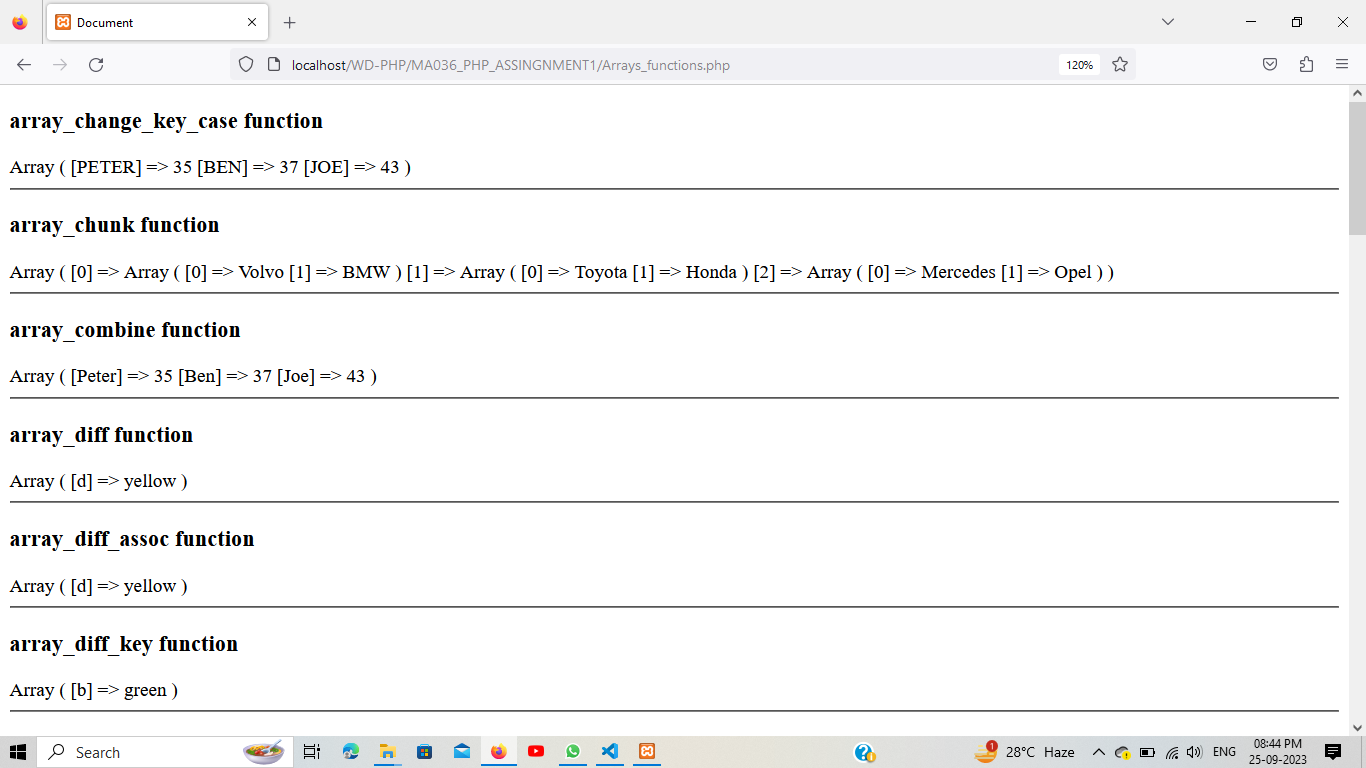 Document
localhost/WD-PHP/MA036_PHP_ASSINGNMENT1/Arrays_functions.php
120%
array_change_key_case function
Array ( [PETER] => 35 [BEN] => 37 [JOE] => 43 )
array_chunk function
Array ( [0] => Array ( [0] => Volvo [1] => BMW ) [1] => Array ( [0] => Toyota [1] => Honda ) [2] => Array ( [0] => Mercedes [1] => Opel ) )
array_combine function
Array ( [Peter] => 35 [Ben] => 37 [Joe] => 43 )
array_diff function
Array ( [d] => yellow )
array_diff_assoc function
Array ( [d] => yellow )
array_diff_key function
Array ( [b] => green )
Search
1
28°C Haze
ENG
08:44 PM
25-09-2023